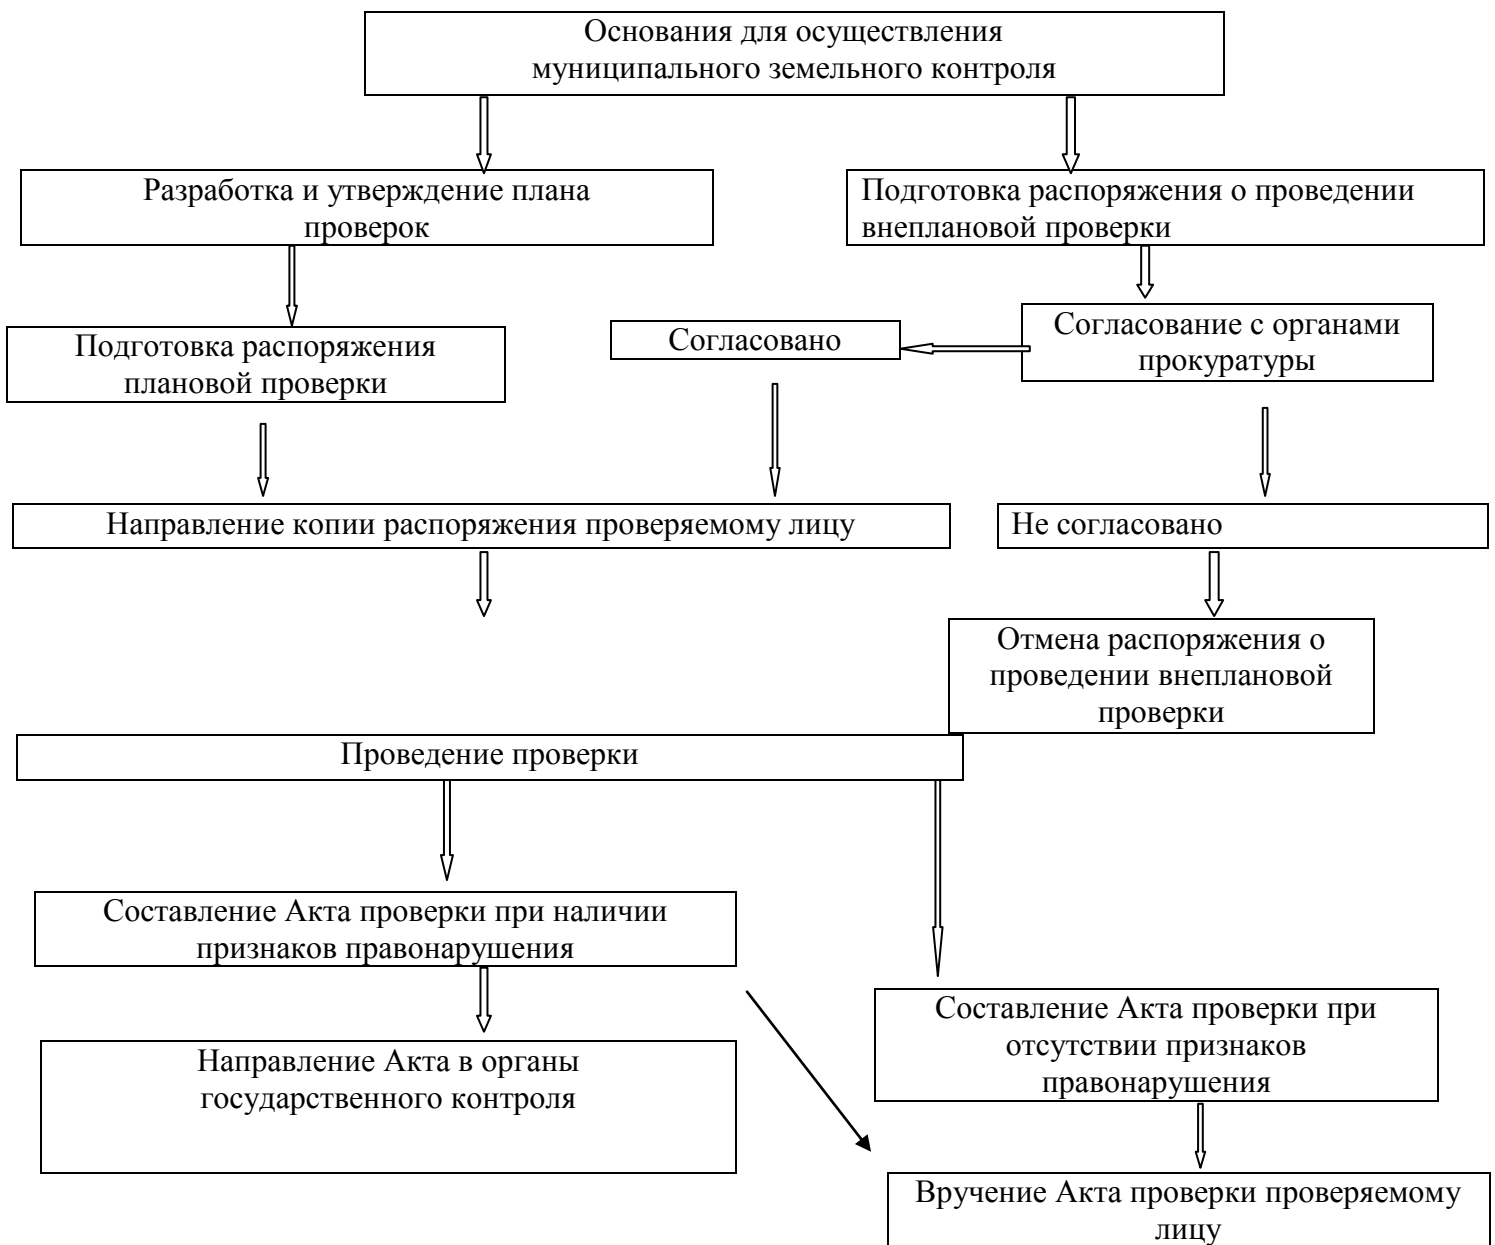 Основания для осуществления
муниципального земельного контроля
Разработка и утверждение плана
проверок
Подготовка распоряжения о проведении
внеплановой проверки
Подготовка распоряжения
плановой проверки
Согласовано
Согласование с органами
прокуратуры
Направление копии распоряжения проверяемому лицу
Не согласовано
Отмена распоряжения о
проведении внеплановой
проверки
Проведение проверки
Составление Акта проверки при наличии
признаков правонарушения
Составление Акта проверки при
отсутствии признаков
правонарушения
Направление Акта в органы
государственного контроля
Вручение Акта проверки проверяемому
лицу